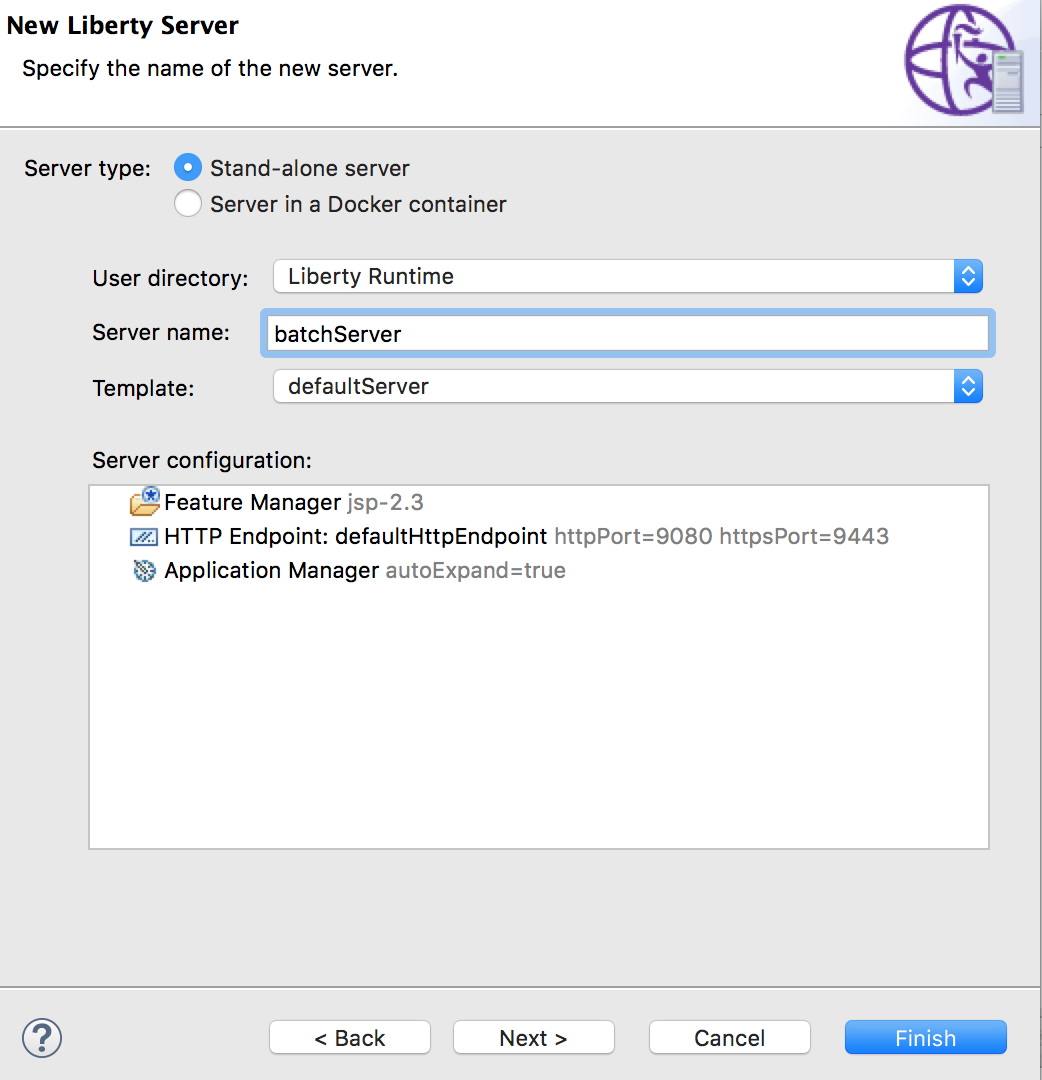 New Liberty Server
Specify the name of the new server.
Server type: Stand-alone server
Server in a Docker container
User directory: Liberty Runtime
Server name: batchServer
Template: defaultServer
Server configuration:
Feature Manager jsp-2.3
HTTP Endpoint: defaultHttpEndpoint httpPort=9080 httpsPort=9443
Application Manager autoExpand=true
? < Back Next > Cancel Finish